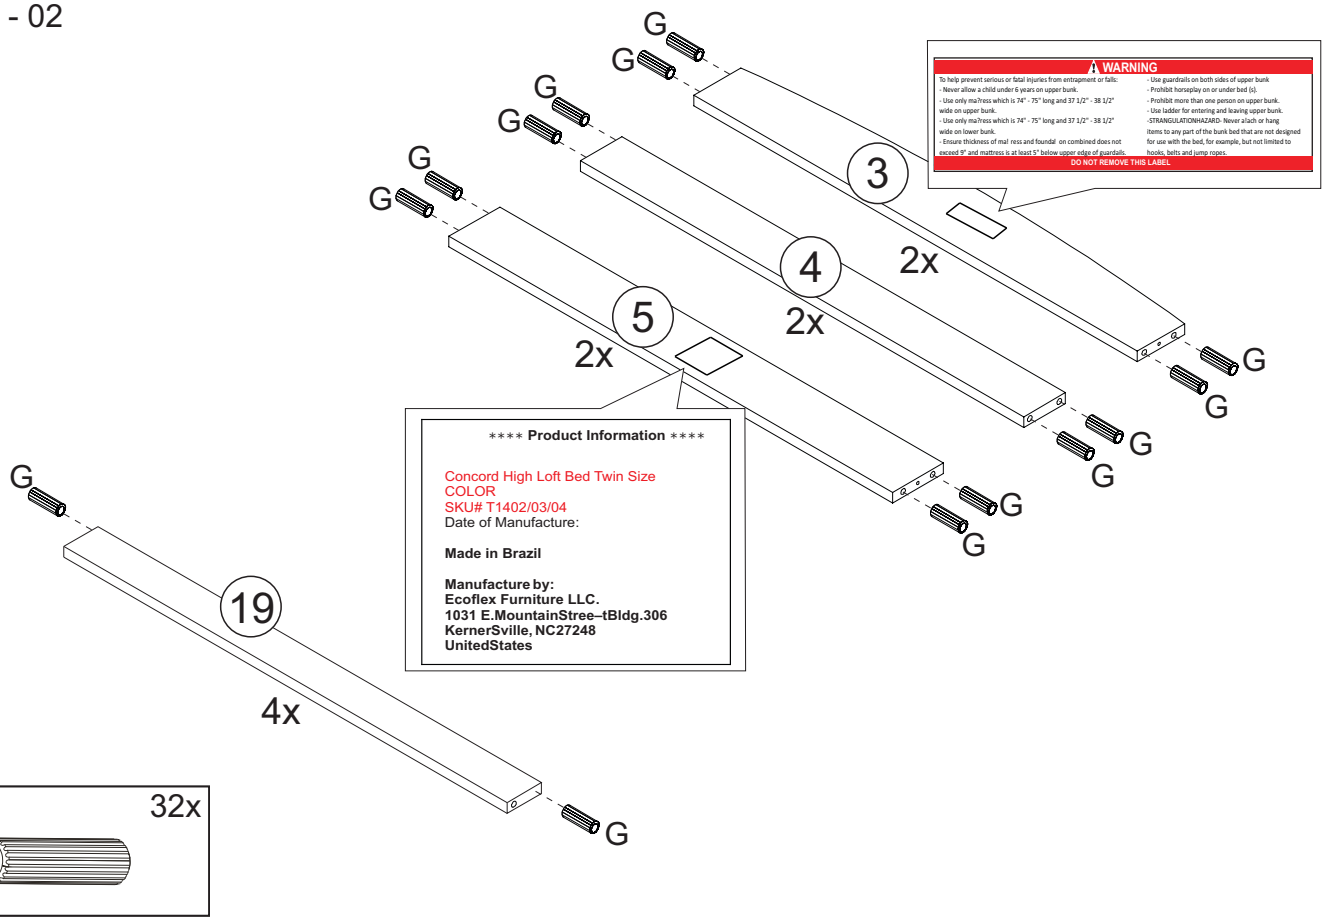 - 02
G
G
G
G
G
G
WARNING
To help prevent serious or fatal injuries from entrapment or falls:
- Never allow a child under 6 years on upper bunk.
- Use only ma?ress which is 74" - 75" long and 37 1/2" - 38 1/2"
wide on upper bunk.
- Use only ma?ress which is 74" - 75" long and 37 1/2" - 38 1/2"
wide on lower bunk.
- Ensure thickness of mat ress and foundat on combined does not
exceed 9" and mattress is at least 5" below upper edge of guardails.
- Use guardrails on both sides of upper bunk
- Prohibit horseplay on or under bed (s).
- Prohibit more than one person on upper bunk.
- Use ladder for entering and leaving upper bunk.
-STRANGULATIONHAZARD- Never a ach or hang
items to any part of the bunk bed that are not designed
for use with the bed, for example, but not limited to
hooks, belts and jump ropes.
DO NOT REMOVE THIS LABEL
3
2x
4
2x
5
2x
G
G
G
G
G
G
**** Product Information ****
Concord High Loft Bed Twin Size
COLOR
SKU# T1402/03/04
Date of Manufacture:
Made in Brazil
Manufacture by:
Ecoflex Furniture LLC.
1031 E.MountainStree–tBldg.306
KernerSville, NC27248
UnitedStates
G
19
4x
G
32x